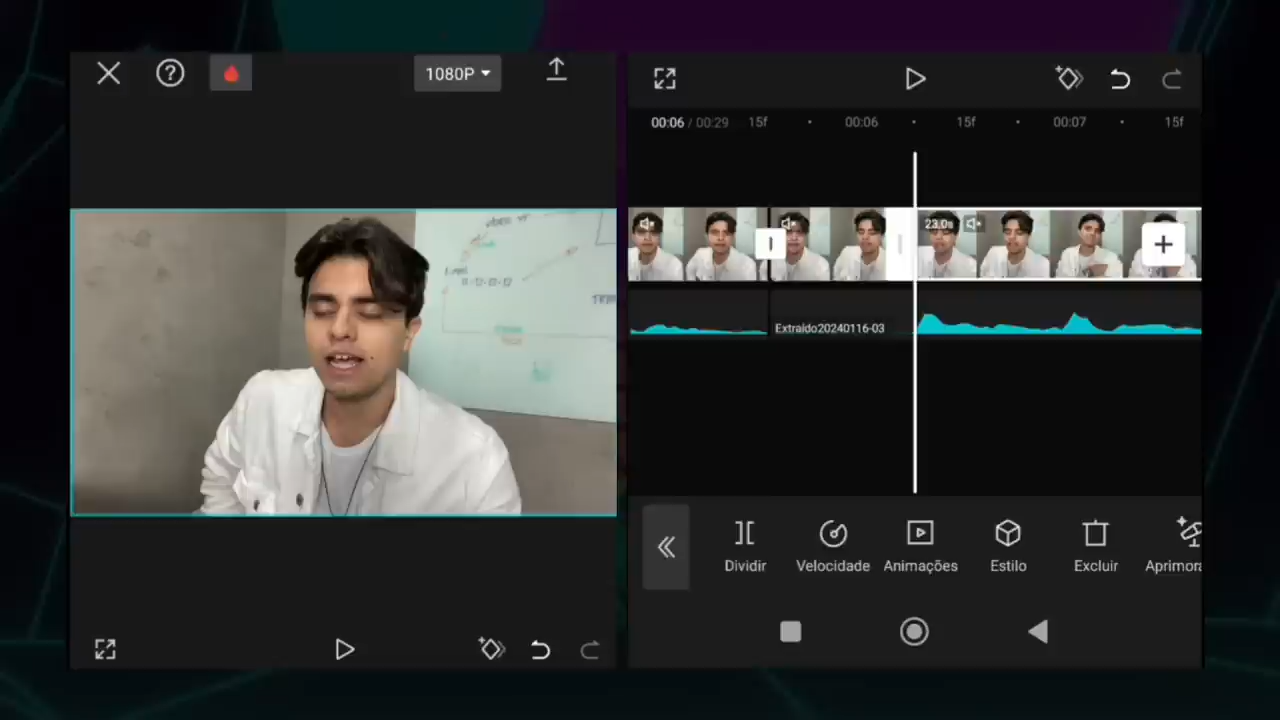 1080P
00:06 / 00:29 15f 00:06 15f 00:07 15f
23.0s
Extraído20240116-03
Dividir Velocidade Animações Estilo Excluir Aprimora